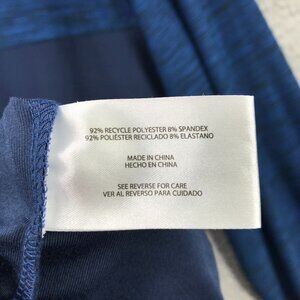 92% RECYCLE POLYESTER 8% SPANDEX
92% POLIÉSTER RECICLADO 8% ELASTANO
MADE IN CHINA
HECHO EN CHINA
SEE REVERSE FOR CARE
VER AL REVERSO PARA CUIDADO